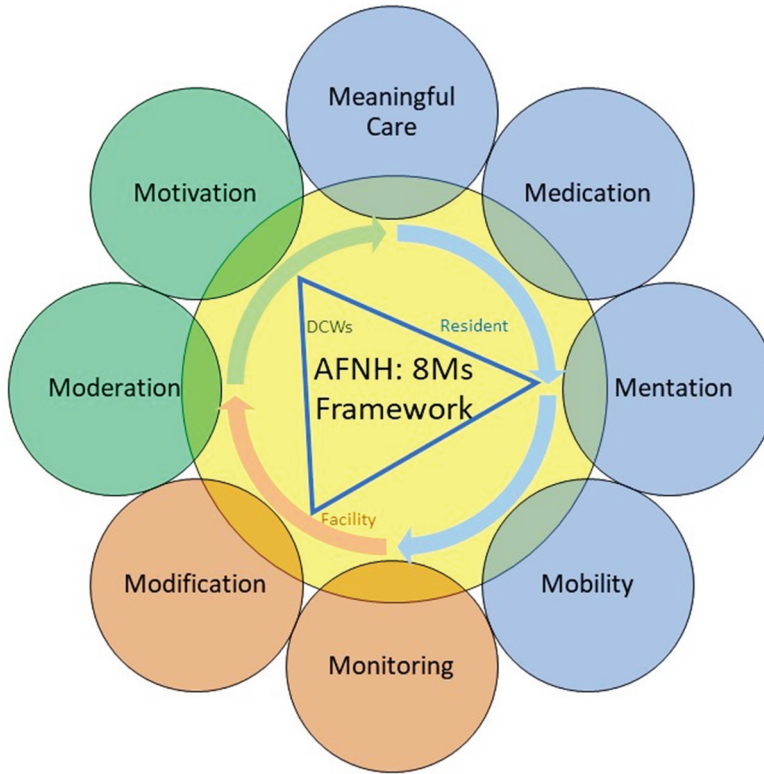 Meaningful
Care
Medication
Mentation
Mobility
Monitoring
Modification
Moderation
Motivation
DCWs
Resident
AFNH: 8Ms
Framework
Facility